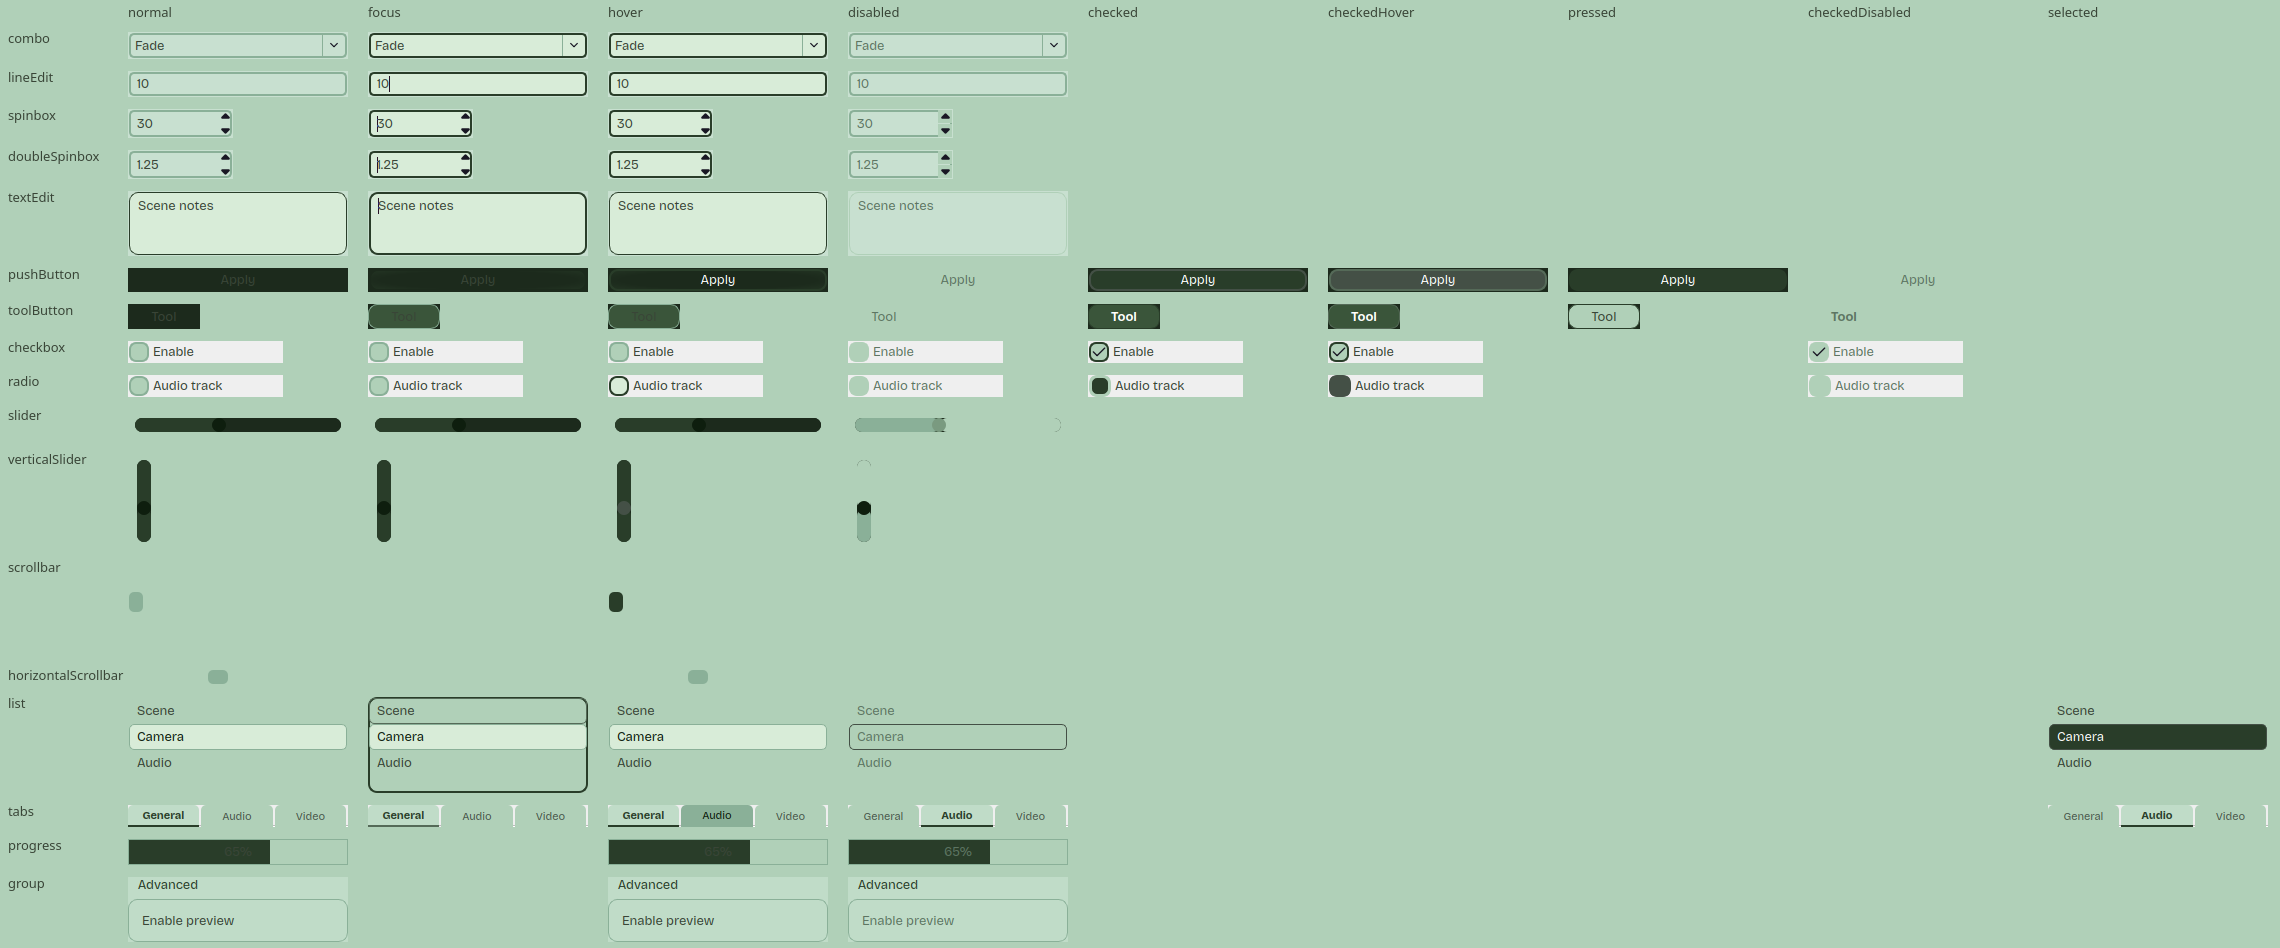 normal focus hover disabled checked checkedHover pressed checkedDisabled selected
combo Fade Fade Fade Fade
lineEdit 10 10 10 10
spinbox 30 30 30 30
doubleSpinbox 1.25 1.25 1.25 1.25
textEdit Scene notes Scene notes Scene notes Scene notes
pushButton Apply Apply Apply Apply Apply Apply Apply Apply
toolButton Tool Tool Tool Tool Tool Tool Tool Tool
checkbox Enable Enable Enable Enable Enable Enable Enable
radio Audio track Audio track Audio track Audio track Audio track Audio track Audio track
slider
verticalSlider
scrollbar
horizontalScrollbar
list Scene Scene Scene Scene Scene
Camera Camera Camera Camera Camera
Audio Audio Audio Audio Audio
tabs General Audio Video General Audio Video General Audio Video General Audio Video General Audio Video
progress 65% 65% 65%
group Advanced Advanced Advanced
Enable preview Enable preview Enable preview